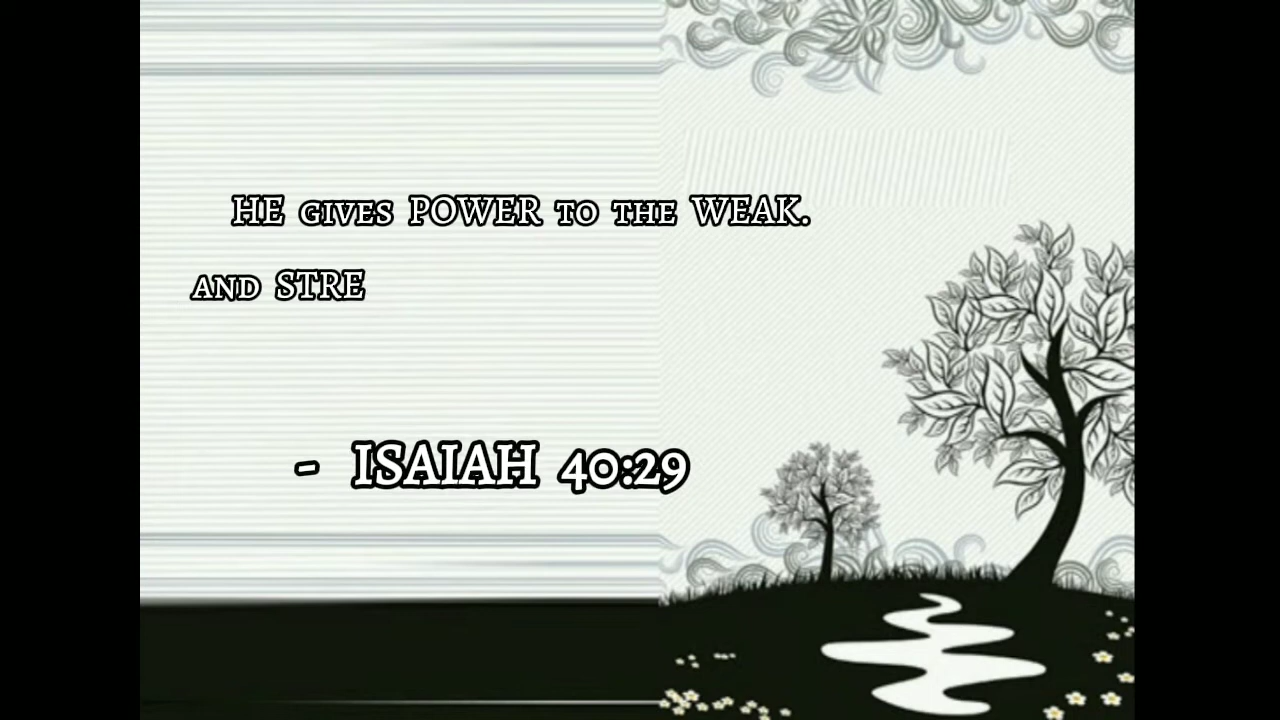 HE GIVES POWER TO THE WEAK.
AND STRE
- ISAIAH 40:29